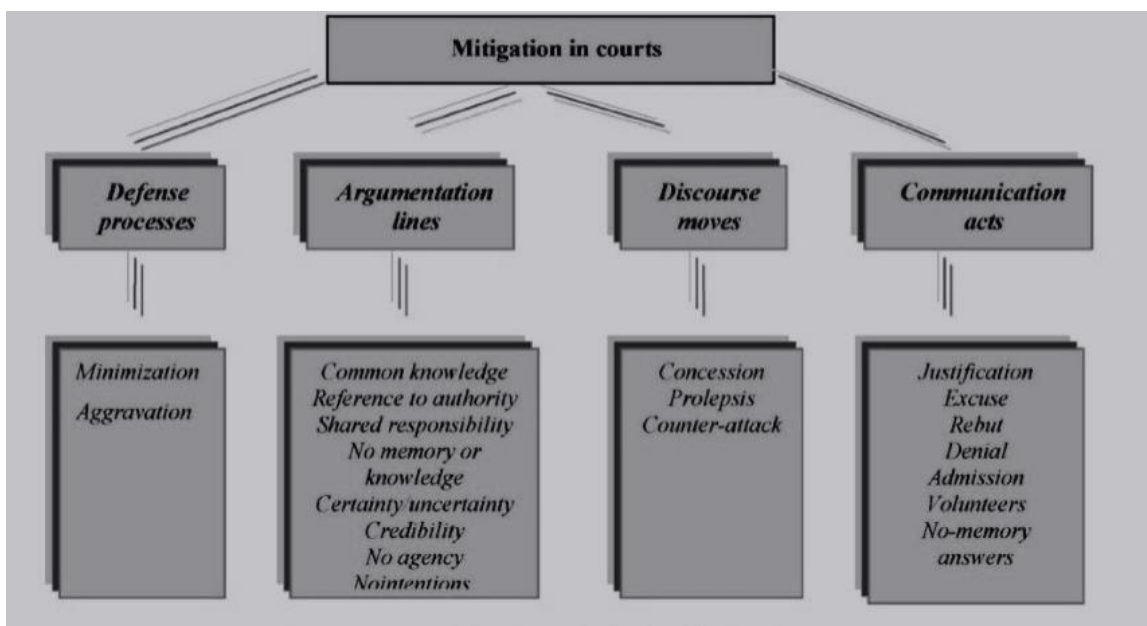 Mitigation in courts
Defense
processes
Argumentation
lines
Discourse
moves
Communication
acts
Minimization
Aggravation
Common knowledge
Reference to authority
Shared responsibility
No memory or
knowledge
Certainty/uncertainty
Credibility
No agency
Nointentions
Concession
Prolepsis
Counter-attack
Justification
Excuse
Rebut
Denial
Admission
Volunteers
No-memory
answers